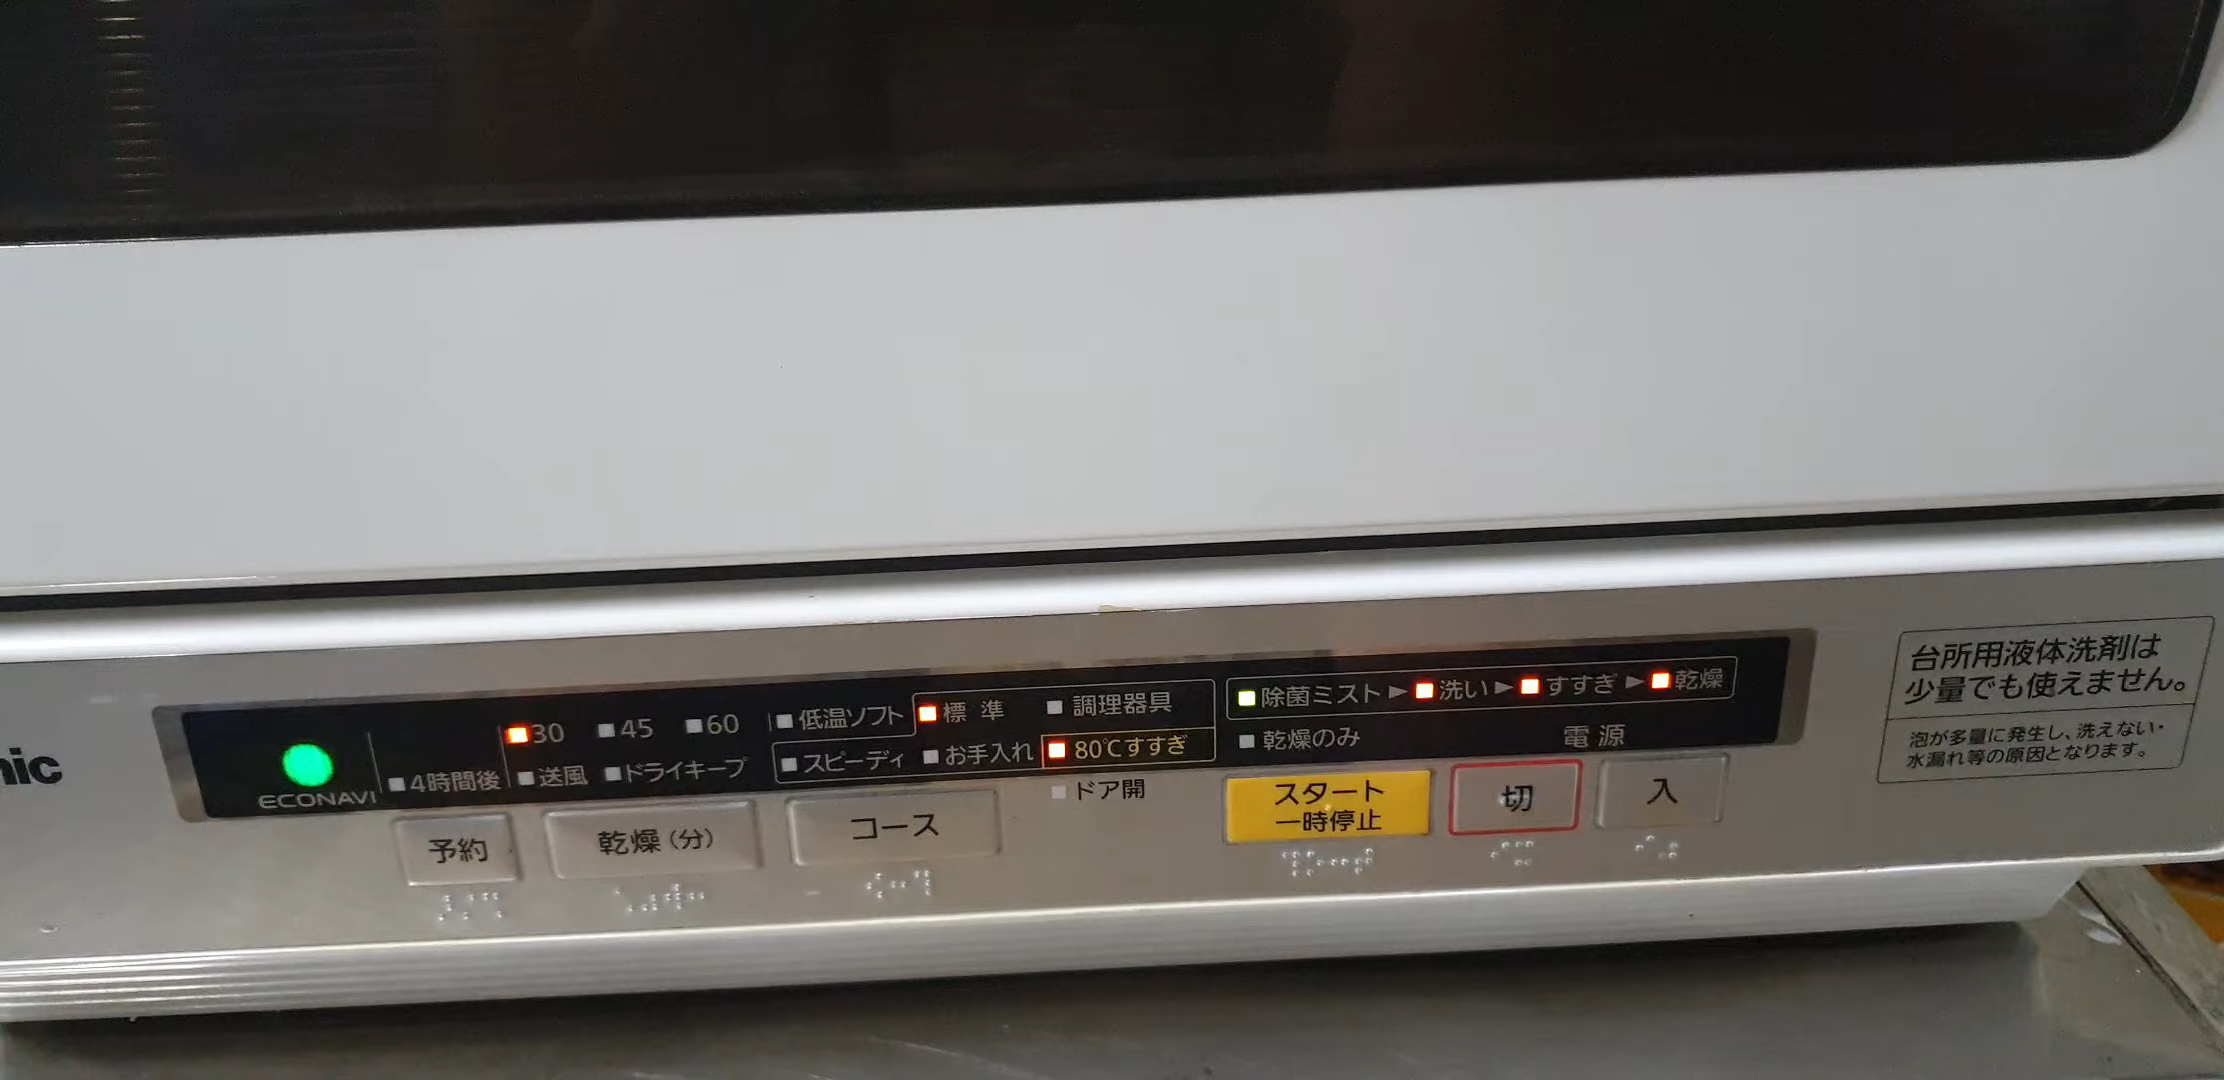 nic
ECONAVI
4時間後
30 45 60
送風 ドライキープ
低温ソフト 標準 調理器具
スピーディ お手入れ 80℃すすぎ
ドア開
除菌ミスト▶洗い▶すすぎ▶乾燥
乾燥のみ
電源
予約
乾燥(分)
コース
スタート
一時停止
切
入
台所用液体洗剤は
少量でも使えません。
泡が多量に発生し、洗えない・
水漏れ等の原因となります。